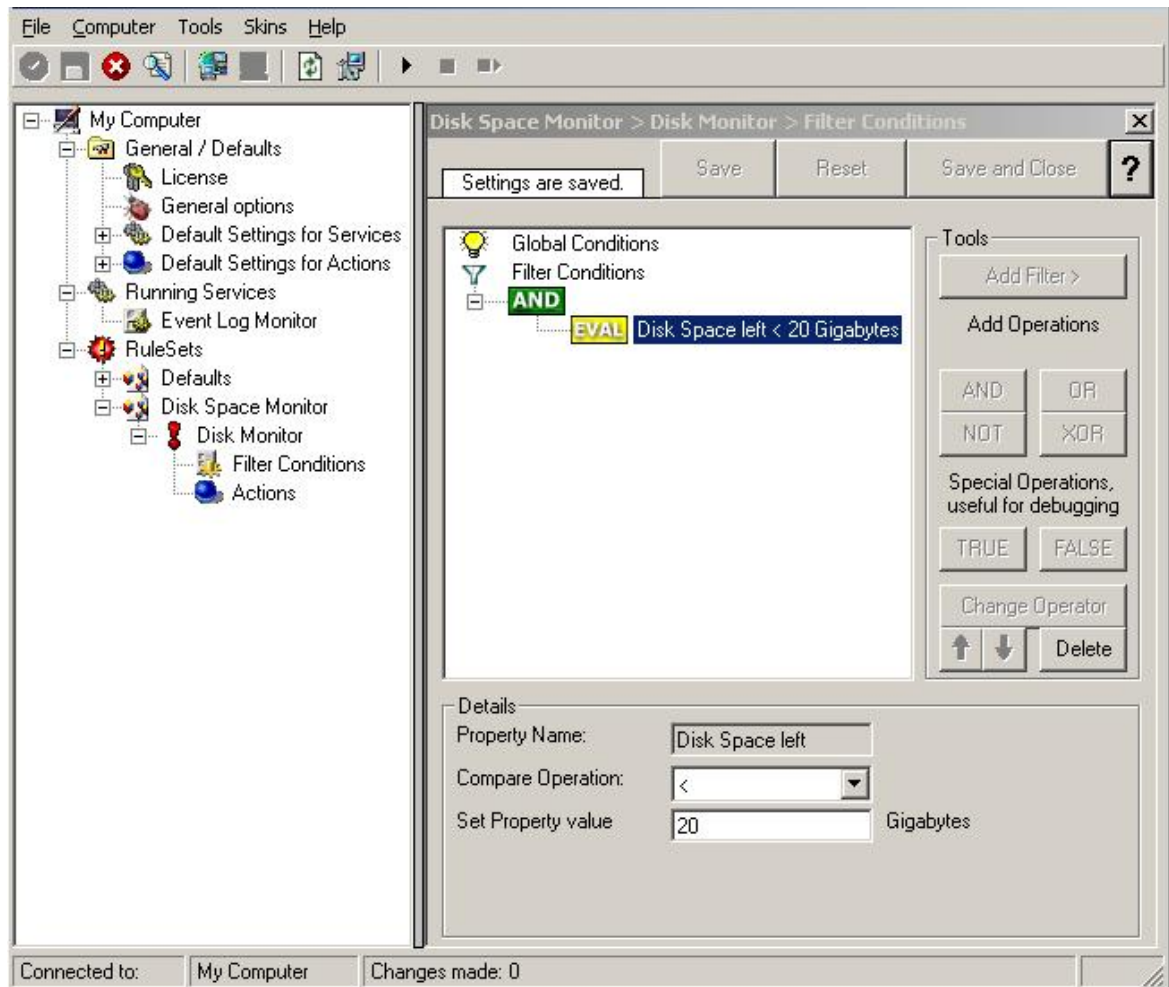 File Computer Tools Skins Help
My Computer
General / Defaults
License
General options
Default Settings for Services
Default Settings for Actions
Running Services
Event Log Monitor
RuleSets
Defaults
Disk Space Monitor
Disk Monitor
Filter Conditions
Actions
Disk Space Monitor > Disk Monitor > Filter Conditions
Settings are saved.
Save
Reset
Save and Close
?
Global Conditions
Filter Conditions
AND
EVAL Disk Space left < 20 Gigabytes
Tools
Add Filter >
Add Operations
AND OR
NOT XOR
Special Operations,
useful for debugging
TRUE FALSE
Change Operator
Delete
Details
Property Name: Disk Space left
Compare Operation: <
Set Property value 20 Gigabytes
Connected to: My Computer Changes made: 0